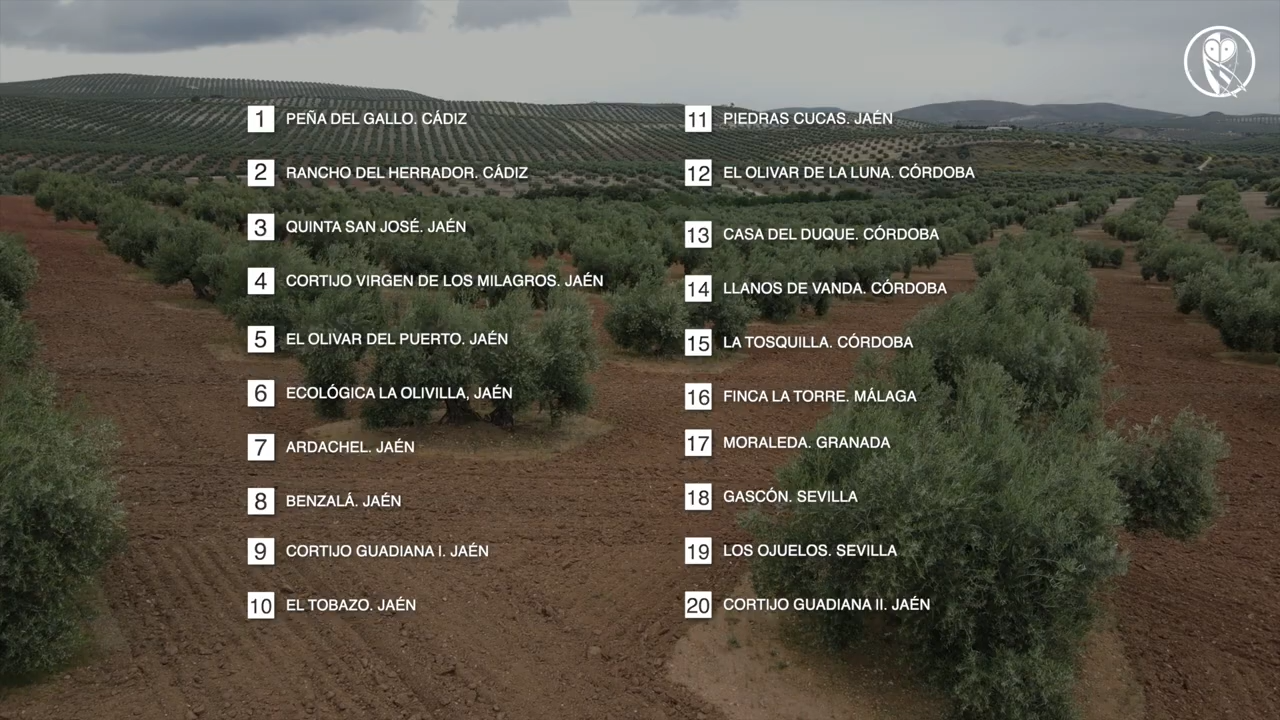 1 PEÑA DEL GALLO. CÁDIZ
2 RANCHO DEL HERRADOR. CÁDIZ
3 QUINTA SAN JOSÉ. JAÉN
4 CORTIJO VIRGEN DE LOS MILAGROS. JAÉN
5 EL OLIVAR DEL PUERTO. JAÉN
6 ECOLÓGICA LA OLIVILLA, JAÉN
7 ARDACHEL. JAÉN
8 BENZALÁ. JAÉN
9 CORTIJO GUADIANA I. JAÉN
10 EL TOBAZO. JAÉN
11 PIEDRAS CUCAS. JAÉN
12 EL OLIVAR DE LA LUNA. CÓRDOBA
13 CASA DEL DUQUE. CÓRDOBA
14 LLANOS DE VANDA. CÓRDOBA
15 LA TOSQUILLA. CÓRDOBA
16 FINCA LA TORRE. MÁLAGA
17 MORALEDA. GRANADA
18 GASCÓN. SEVILLA
19 LOS OJUELOS. SEVILLA
20 CORTIJO GUADIANA II. JAÉN